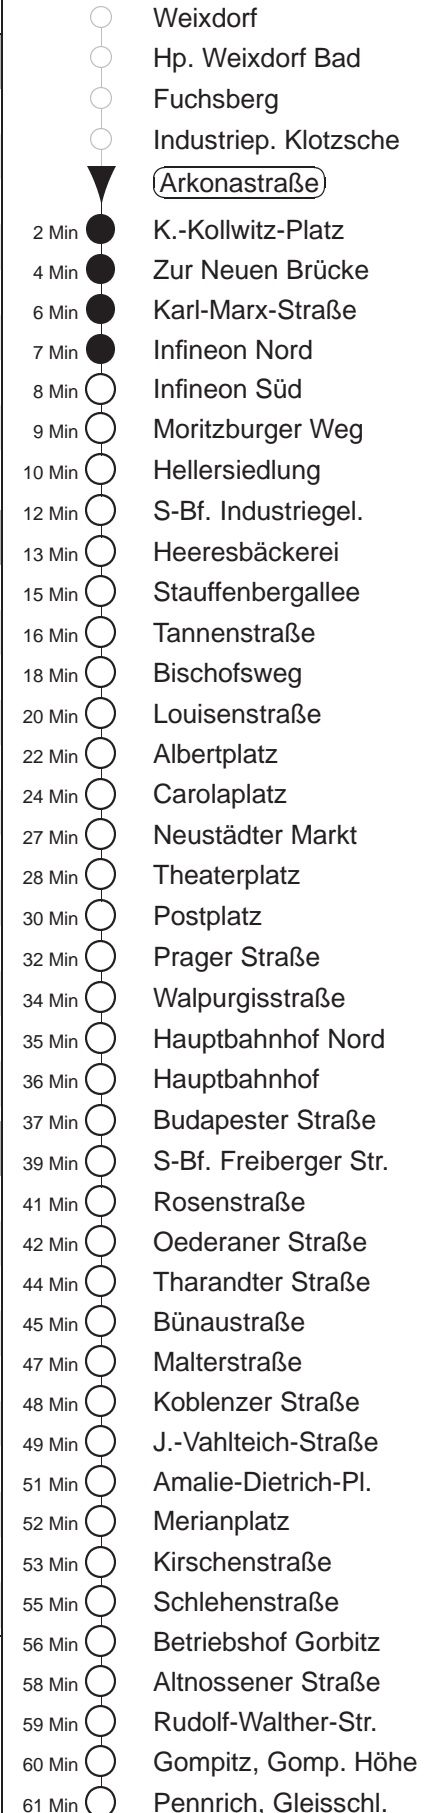 Weixdorf
Hp. Weixdorf Bad
Fuchsberg
Industriep. Klotzsche
Arkonastraße
2 Min K.-Kollwitz-Platz
4 Min Zur Neuen Brücke
6 Min Karl-Marx-Straße
7 Min Infineon Nord
8 Min Infineon Süd
9 Min Moritzburger Weg
10 Min Hellersiedlung
12 Min S-Bf. Industriegel.
13 Min Heeresbäckerei
15 Min Stauffenbergallee
16 Min Tannenstraße
18 Min Bischofsweg
20 Min Louisenstraße
22 Min Albertplatz
24 Min Carolaplatz
27 Min Neustädter Markt
28 Min Theaterplatz
30 Min Postplatz
32 Min Prager Straße
34 Min Walpurgisstraße
35 Min Hauptbahnhof Nord
36 Min Hauptbahnhof
37 Min Budapester Straße
39 Min S-Bf. Freiberger Str.
41 Min Rosenstraße
42 Min Oederaner Straße
44 Min Tharandter Straße
45 Min Bünaustraße
47 Min Malterstraße
48 Min Koblenzer Straße
49 Min J.-Vahlteich-Straße
51 Min Amalie-Dietrich-Pl.
52 Min Merianplatz
53 Min Kirschenstraße
55 Min Schlehenstraße
56 Min Betriebshof Gorbitz
58 Min Altnossener Straße
59 Min Rudolf-Walther-Str.
60 Min Gompitz, Gomp. Höhe
61 Min Pennrich, Gleisschl.